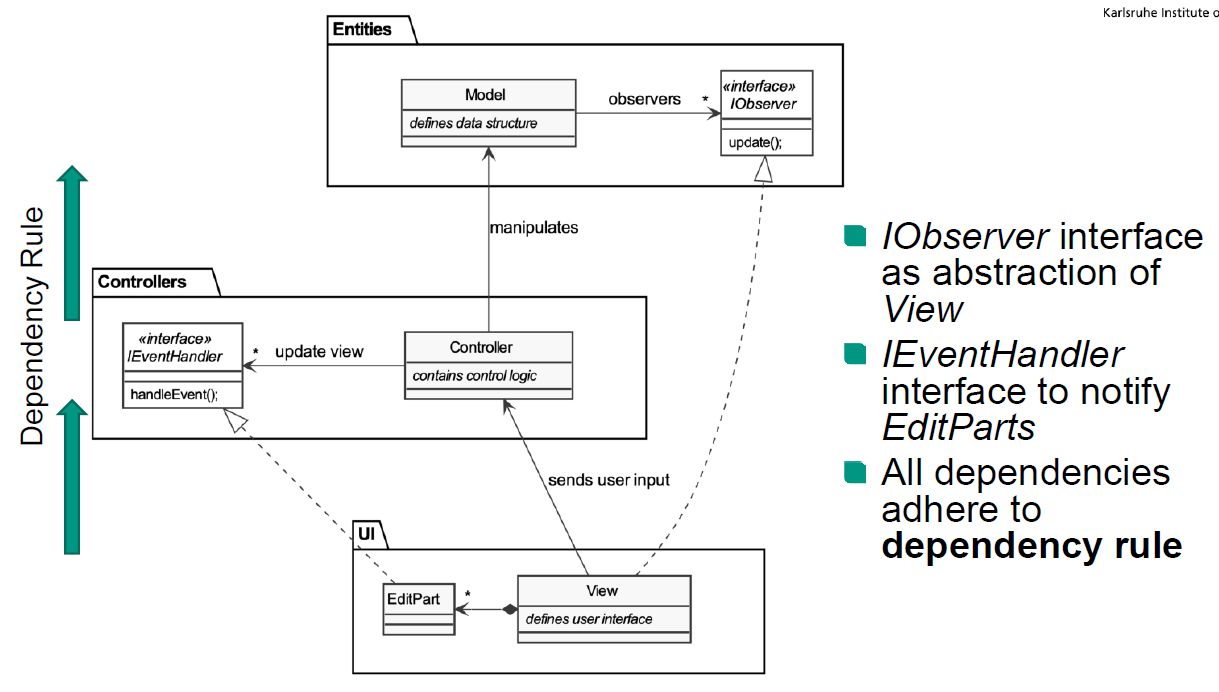 Karlsruhe Institute o
Entities
Model
defines data structure
observers
*
«interface»
IObserver
update();
manipulates
Dependency Rule
Controllers
«interface»
IEventHandler
handleEvent();
*
update view
Controller
contains control logic
sends user input
UI
EditPart
*
View
defines user interface
IObserver interface
as abstraction of
View
IEventHandler
interface to notify
EditParts
All dependencies
adhere to
dependency rule